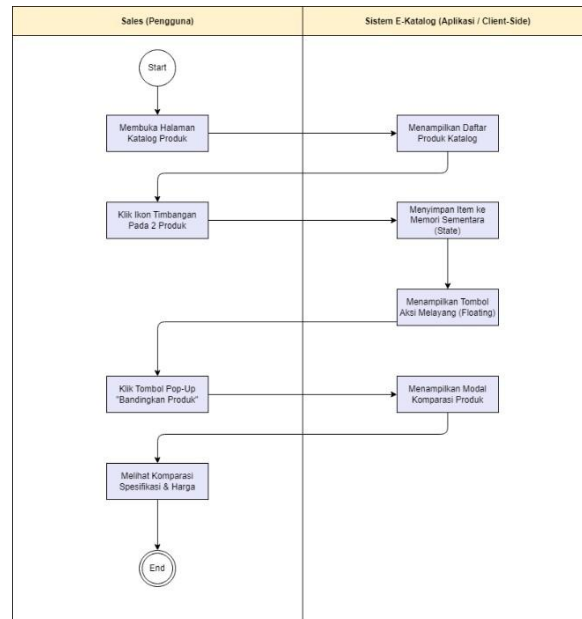 Sales (Pengguna)
Sistem E-Katalog (Aplikasi / Client-Side)
Start
Membuka Halaman
Katalog Produk
Menampilkan Daftar
Produk Katalog
Klik Ikon Timbangan
Pada 2 Produk
Menyimpan Item ke
Memori Sementara
(State)
Menampilkan Tombol
Aksi Melayang (Floating)
Klik Tombol Pop-Up
"Bandingkan Produk"
Menampilkan Modal
Komparasi Produk
Melihat Komparasi
Spesifikasi & Harga
End